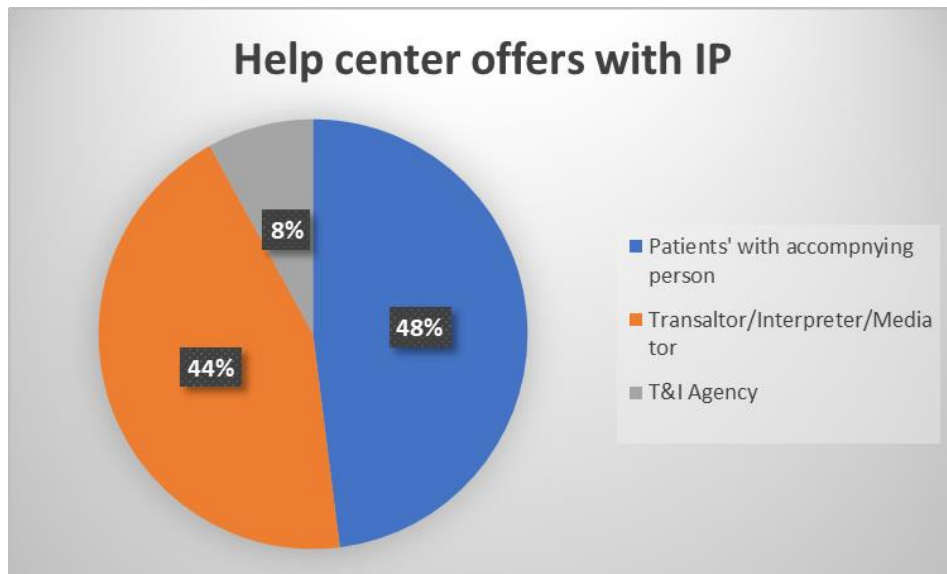 Help center offers with IP
8%
48%
44%
Patients' with accompnying
person
Transaltor/Interpreter/Media
tor
T&I Agency